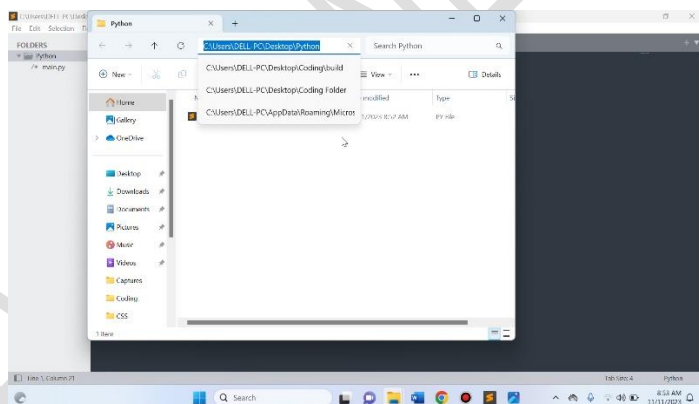 File Edit Selection
FOLDERS
Python
main.py
Python
C:\Users\DELL-PC\Desktop\Python
Search Python
C:\Users\DELL-PC\Desktop\Coding\build
C:\Users\DELL-PC\Desktop\Coding Folder
C:\Users\DELL-PC\AppData\Roaming\Micros
New
View
Details
modified
Type
Home
Gallery
OneDrive
Desktop
Downloads
Documents
Pictures
Music
Videos
Captures
Coding
CSS
1 item
Line 1, Column 21
Tab Size: 4
Python
Search
8:53 AM
11/11/2023